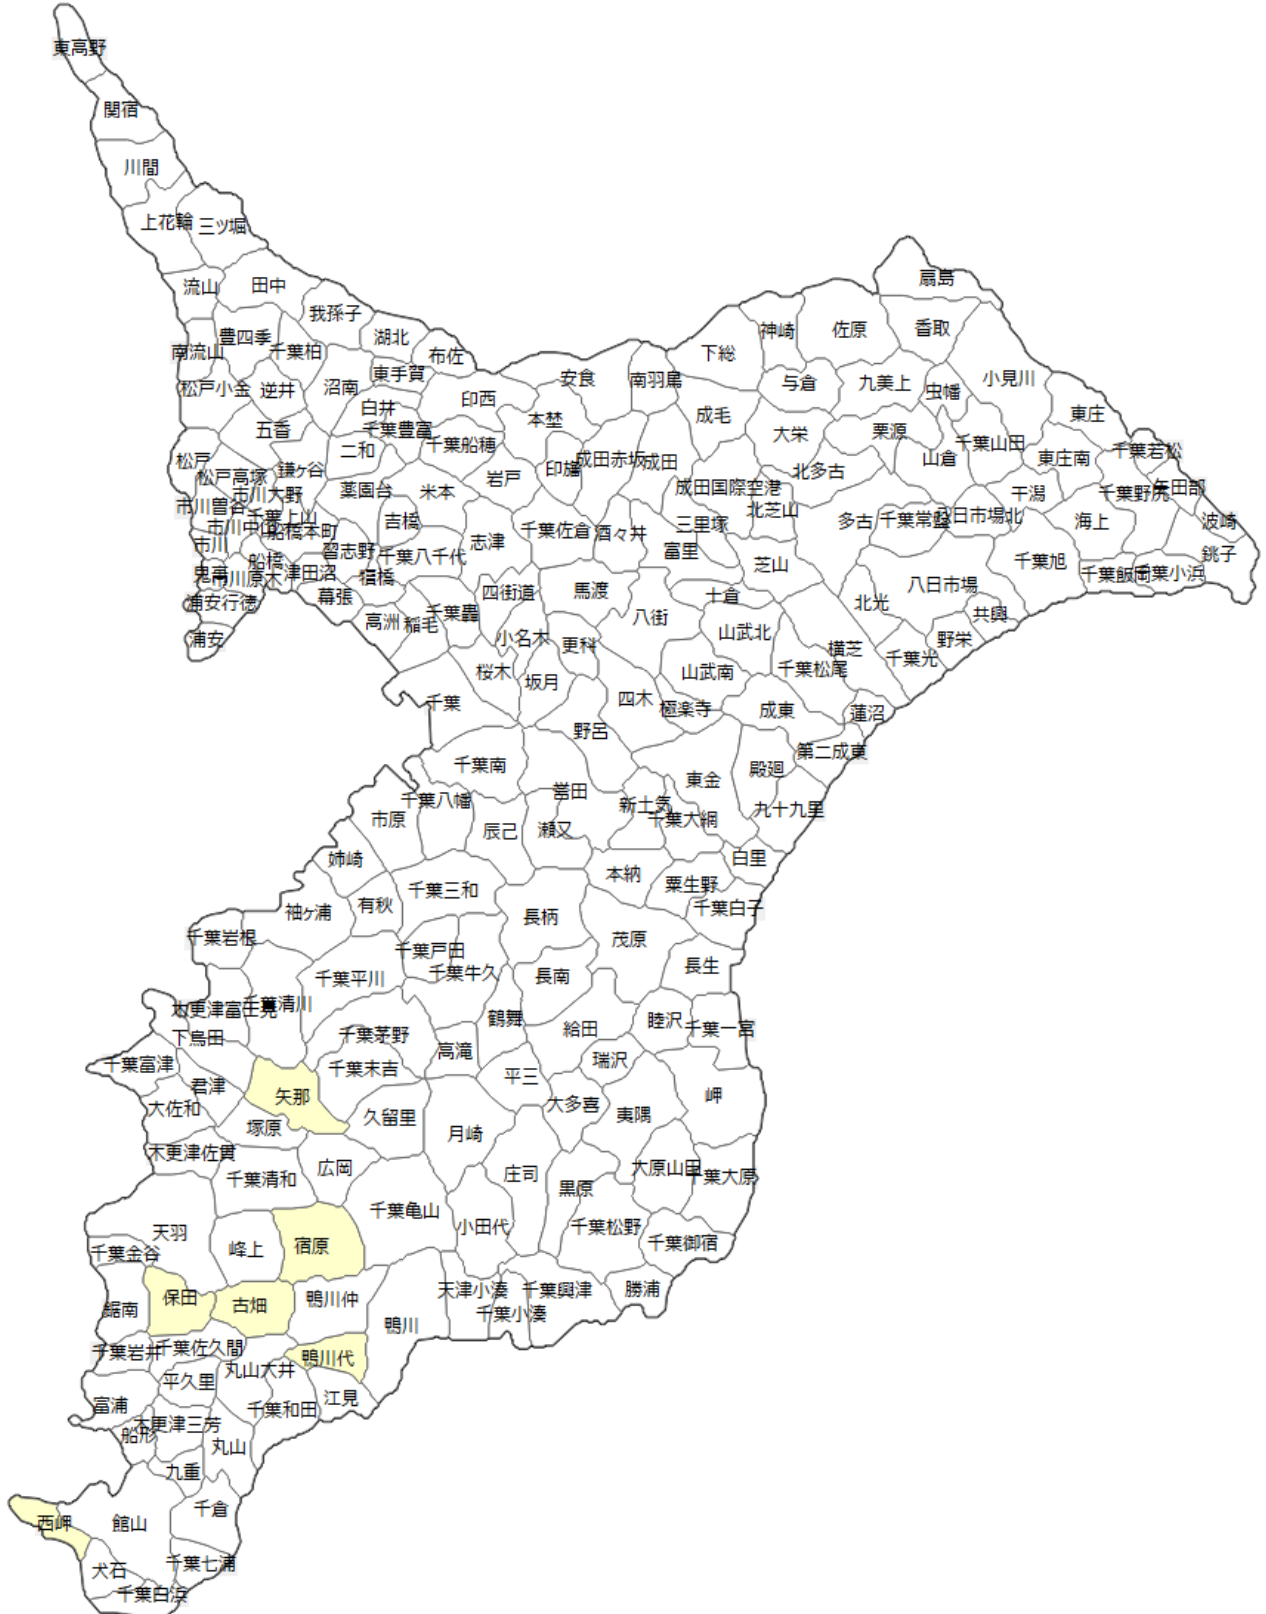 東高野
関宿
川間
上花輪
三ツ堀
流山
田中
我孫子
扇島
南流山
豊四季
千葉柏
湖北
布佐
下総
神崎
佐原
香取
松戸小金
逆井
沼南
東手賀
印西
安食
南羽鳥
与倉
九美上
虫幡
小見川
白井
五香
千葉豊富
本埜
成毛
大栄
栗源
東庄
千葉山田
松戸
松戸高塚
鎌ヶ谷
二和
千葉船穂
岩戸
印旛
成田赤坂
成田
北多古
山倉
東庄南
千葉若松
市川大野
薬園台
米本
成田国際空港
干潟
千葉野尻
矢田部
市川曽谷
千葉上山
吉橋
北芝山
多古
千葉常盤
八日市場北
海上
波崎
市川中山
船橋本町
市川
志津
千葉佐倉
酒々井
三里塚
習志野
千葉八千代
富里
芝山
千葉旭
銚子
船橋
鬼高
市川原木
津田沼
犢橋
千葉飯岡
千葉小浜
浦安行徳
幕張
四街道
馬渡
十倉
北光
八日市場
共興
高洲
稲毛
千葉轟
八街
浦安
小名木
更科
山武北
横芝
野栄
桜木
坂月
山武南
千葉松尾
千葉光
千葉
四木
極楽寺
成東
蓮沼
野呂
第二成東
千葉南
東金
殿廻
千葉八幡
誉田
新土気
千葉大網
九十九里
市原
辰己
瀬又
姉崎
本納
白里
千葉三和
粟生野
袖ヶ浦
有秋
長柄
千葉白子
千葉岩根
千葉戸田
茂原
千葉平川
千葉牛久
長南
長生
木更津富士見
千葉清川
鶴舞
給田
睦沢
千葉一宮
下烏田
千葉茅野
高滝
千葉富津
千葉末吉
瑞沢
君津
平三
矢那
岬
大佐和
久留里
大多喜
夷隅
塚原
月崎
木更津佐貫
広岡
千葉清和
庄司
黒原
大原山田
千葉大原
千葉亀山
天羽
小田代
千葉松野
千葉金谷
峰上
宿原
千葉御宿
保田
古畑
鴨川仲
天津小湊
千葉興津
勝浦
鋸南
千葉小湊
鴨川
千葉岩井
千葉佐久間
鴨川代
丸山大井
平久里
富浦
千葉和田
江見
木更津三芳
船形
丸山
九重
千倉
西岬
館山
犬石
千葉七浦
千葉白浜